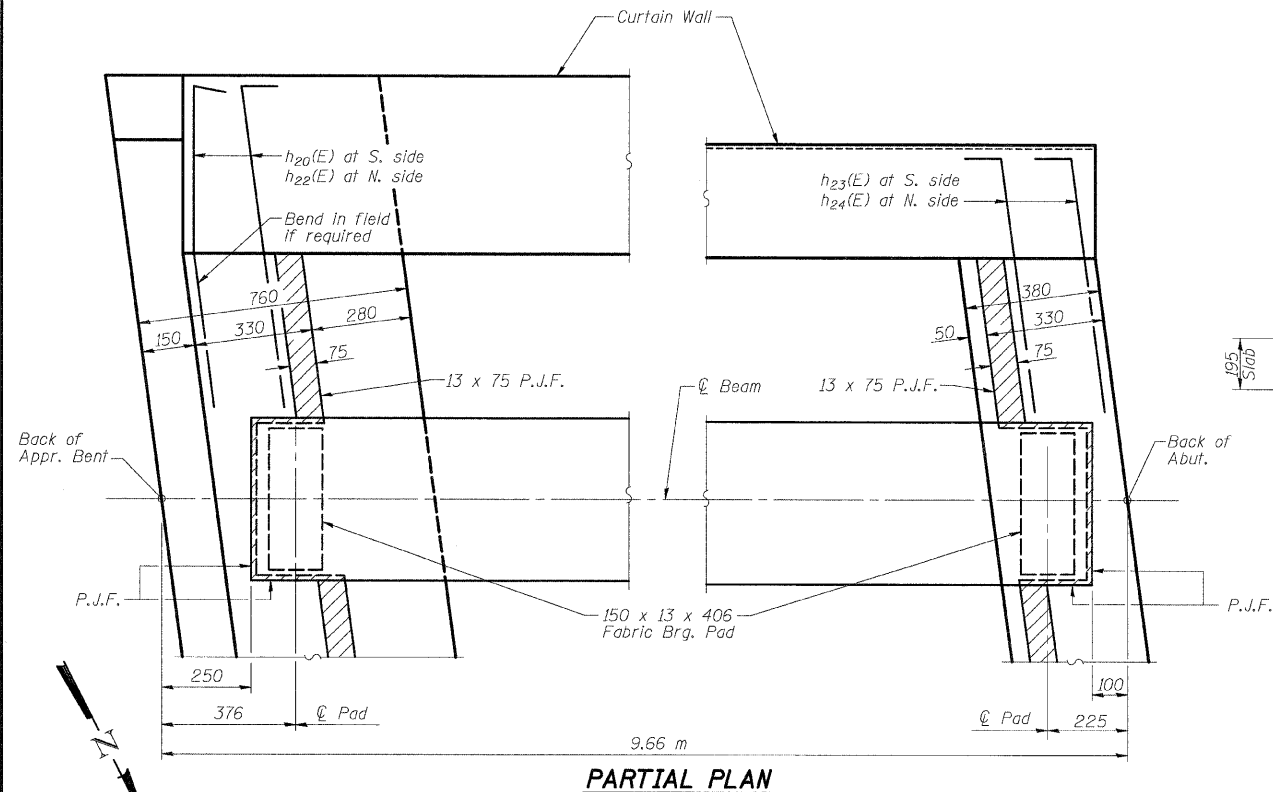 Curtain Wall
h20(E) at S. side
h22(E) at N. side
h23(E) at S. side
h24(E) at N. side
Bend in field
if required
760
150
330
280
75
13 x 75 P.J.F.
380
330
50
75
13 x 75 P.J.F.
195
Slab
℄ Beam
Back of
Appr. Bent
Back of
Abut.
P.J.F.
150 x 13 x 406
Fabric Brg. Pad
P.J.F.
250
100
376
℄ Pad
℄ Pad
225
9.66 m
N
PARTIAL PLAN